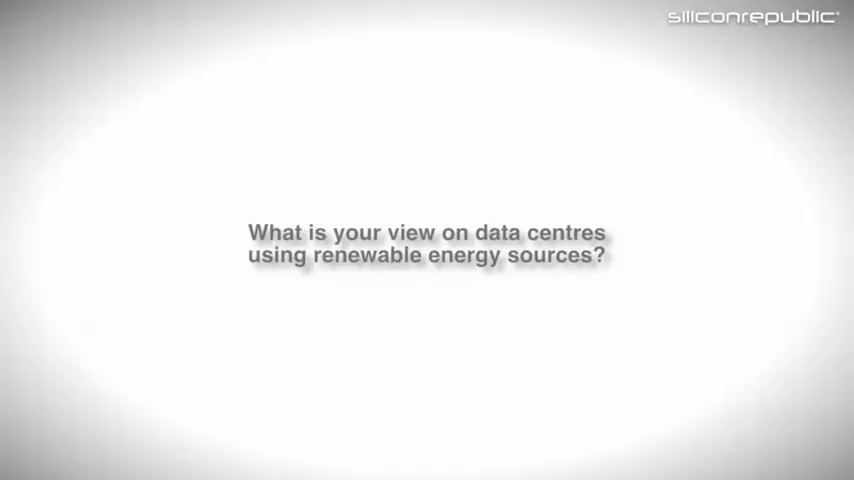 siliconrepublic
What is your view on data centres
using renewable energy sources?